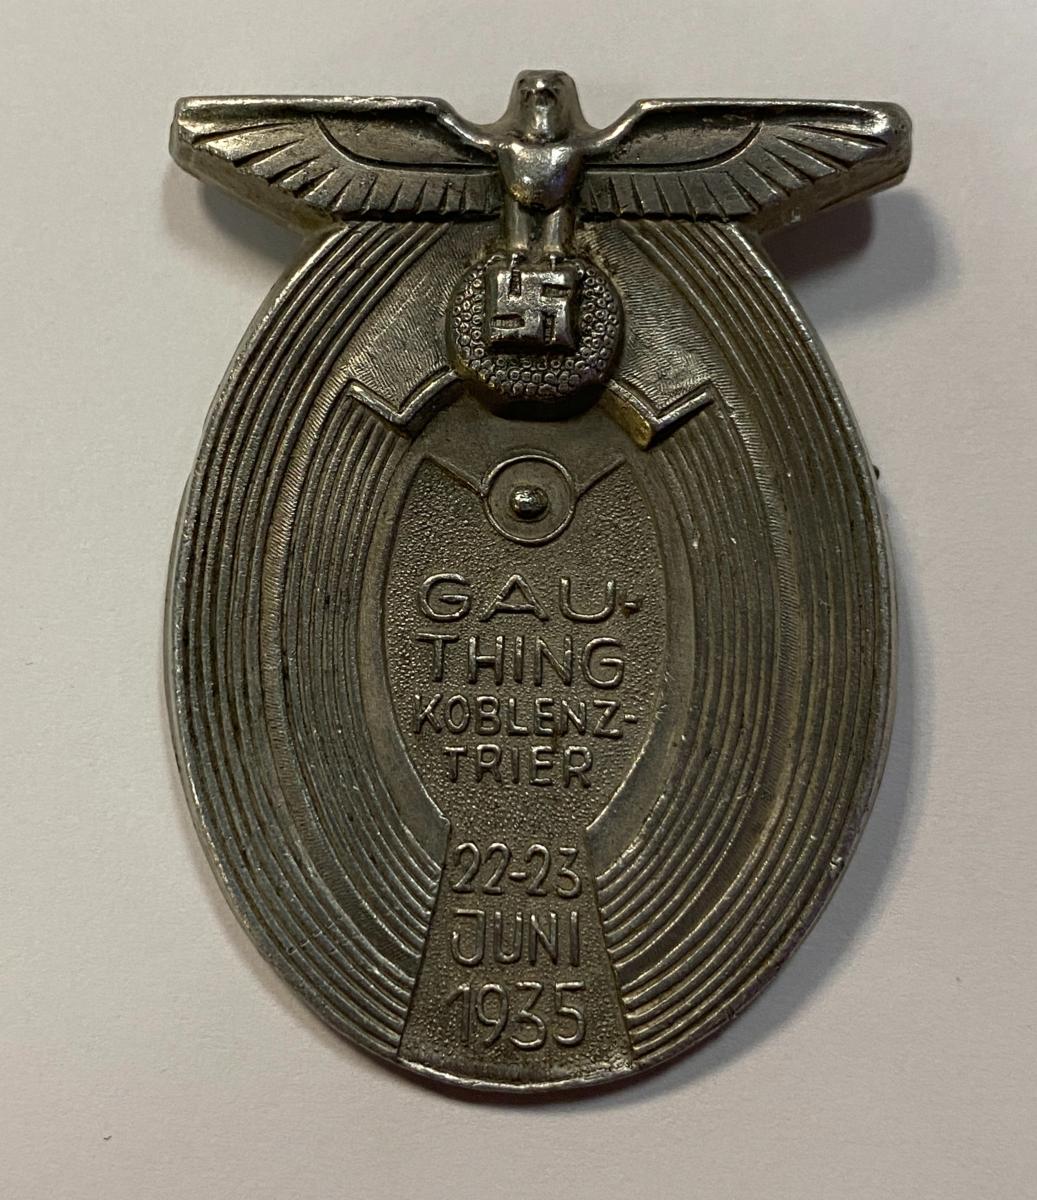 GAU-
THING
KOBLENZ-
TRIER
22-23
JUNI
1935